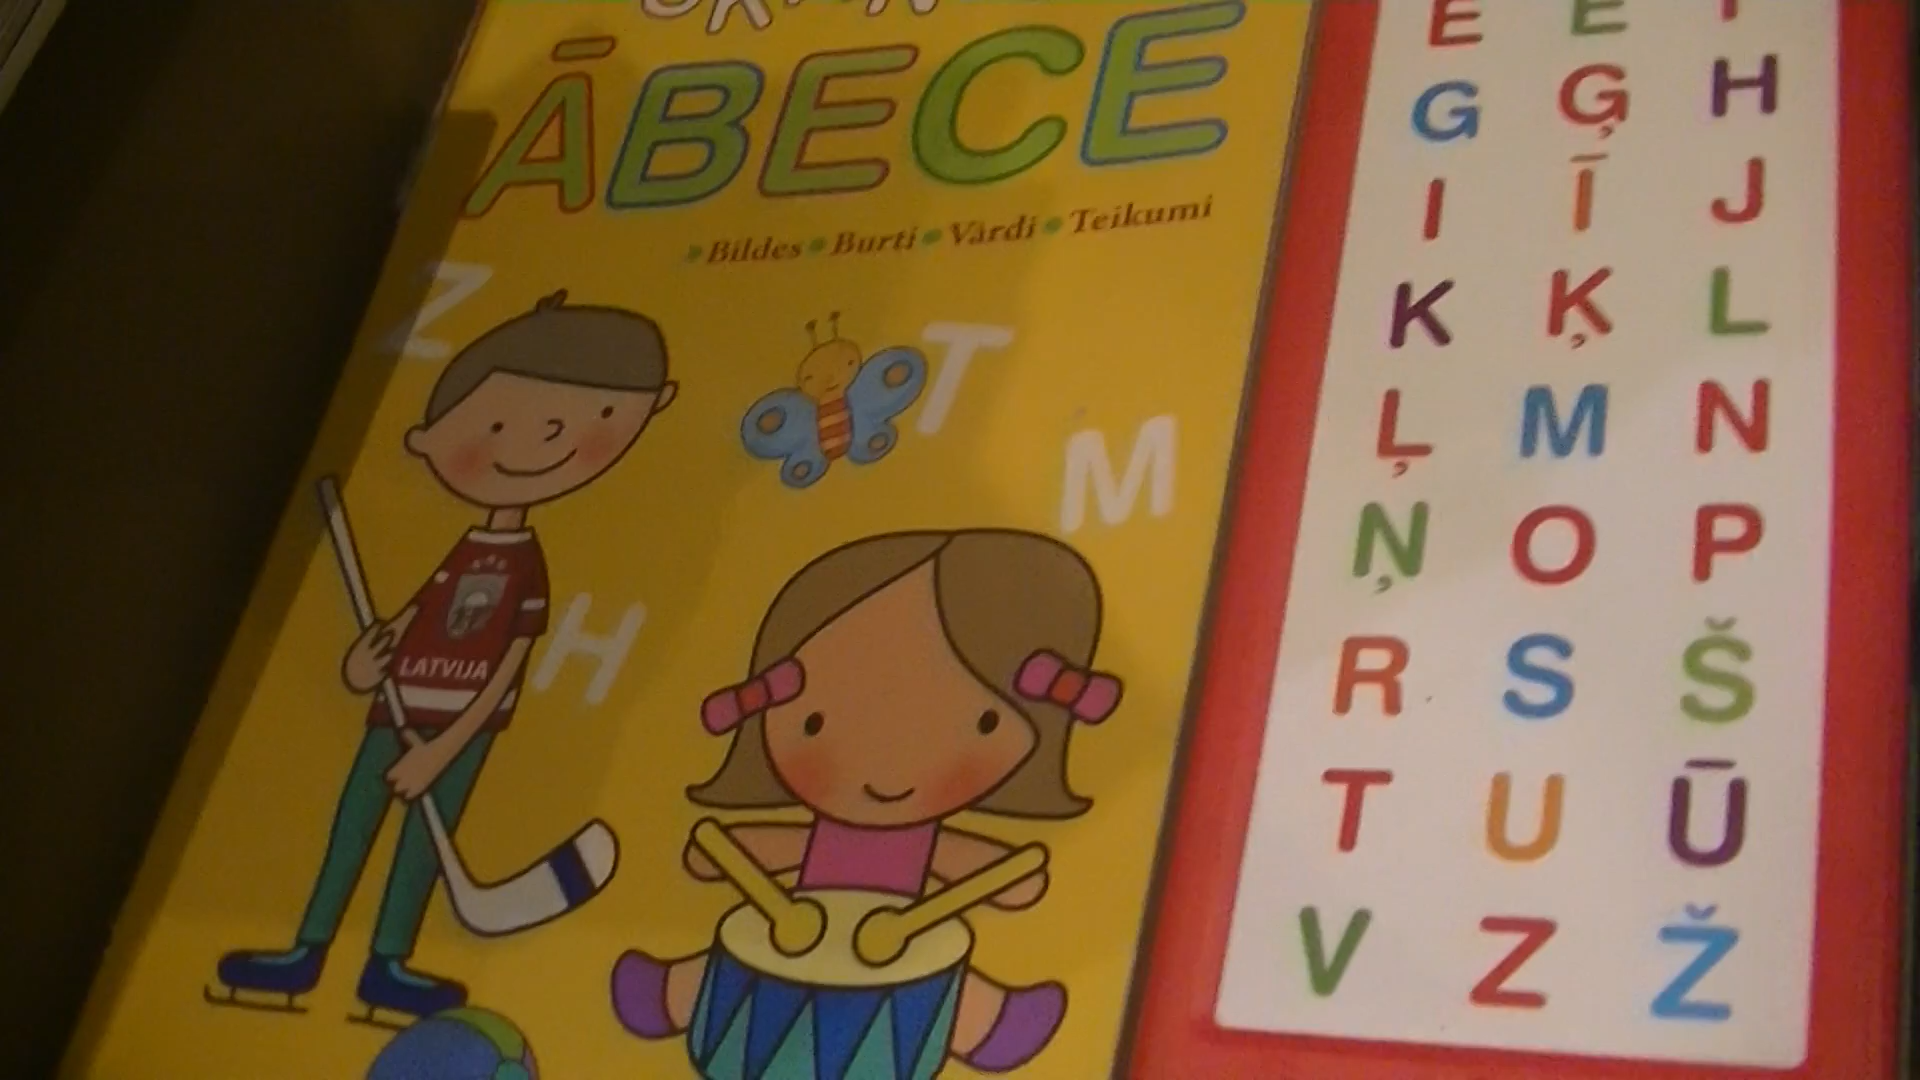 ĀBECE
Bildes • Burti • Vārdi • Teikumi
Z
T
M
H
LATVIJA
E Ē
G Ģ H
I Ī J
K Ķ L
Ļ M N
Ņ O P
R S Š
T U Ū
V Z Ž